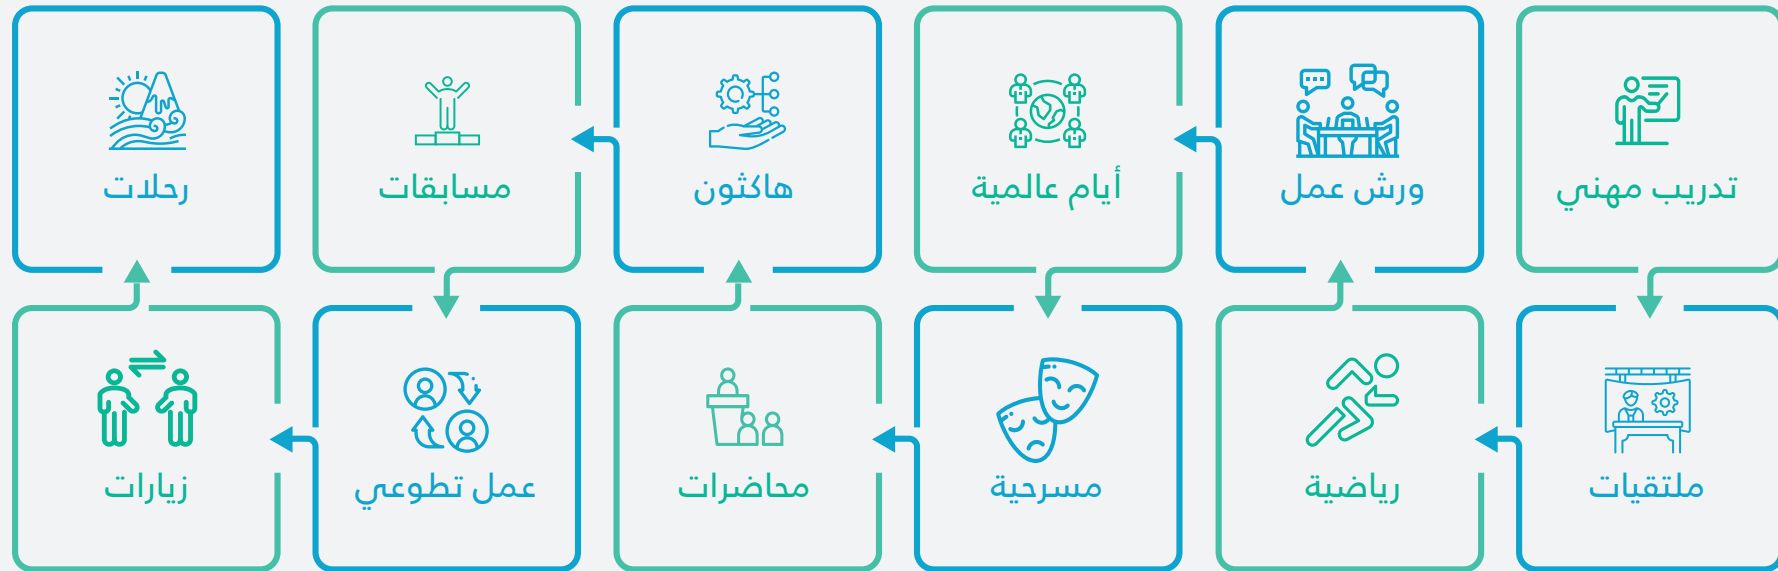 تدريب مهني
ورش عمل
أيام عالمية
هاكثون
مسابقات
رحلات
ملتقيات
رياضية
مسرحية
محاضرات
عمل تطوعي
زيارات